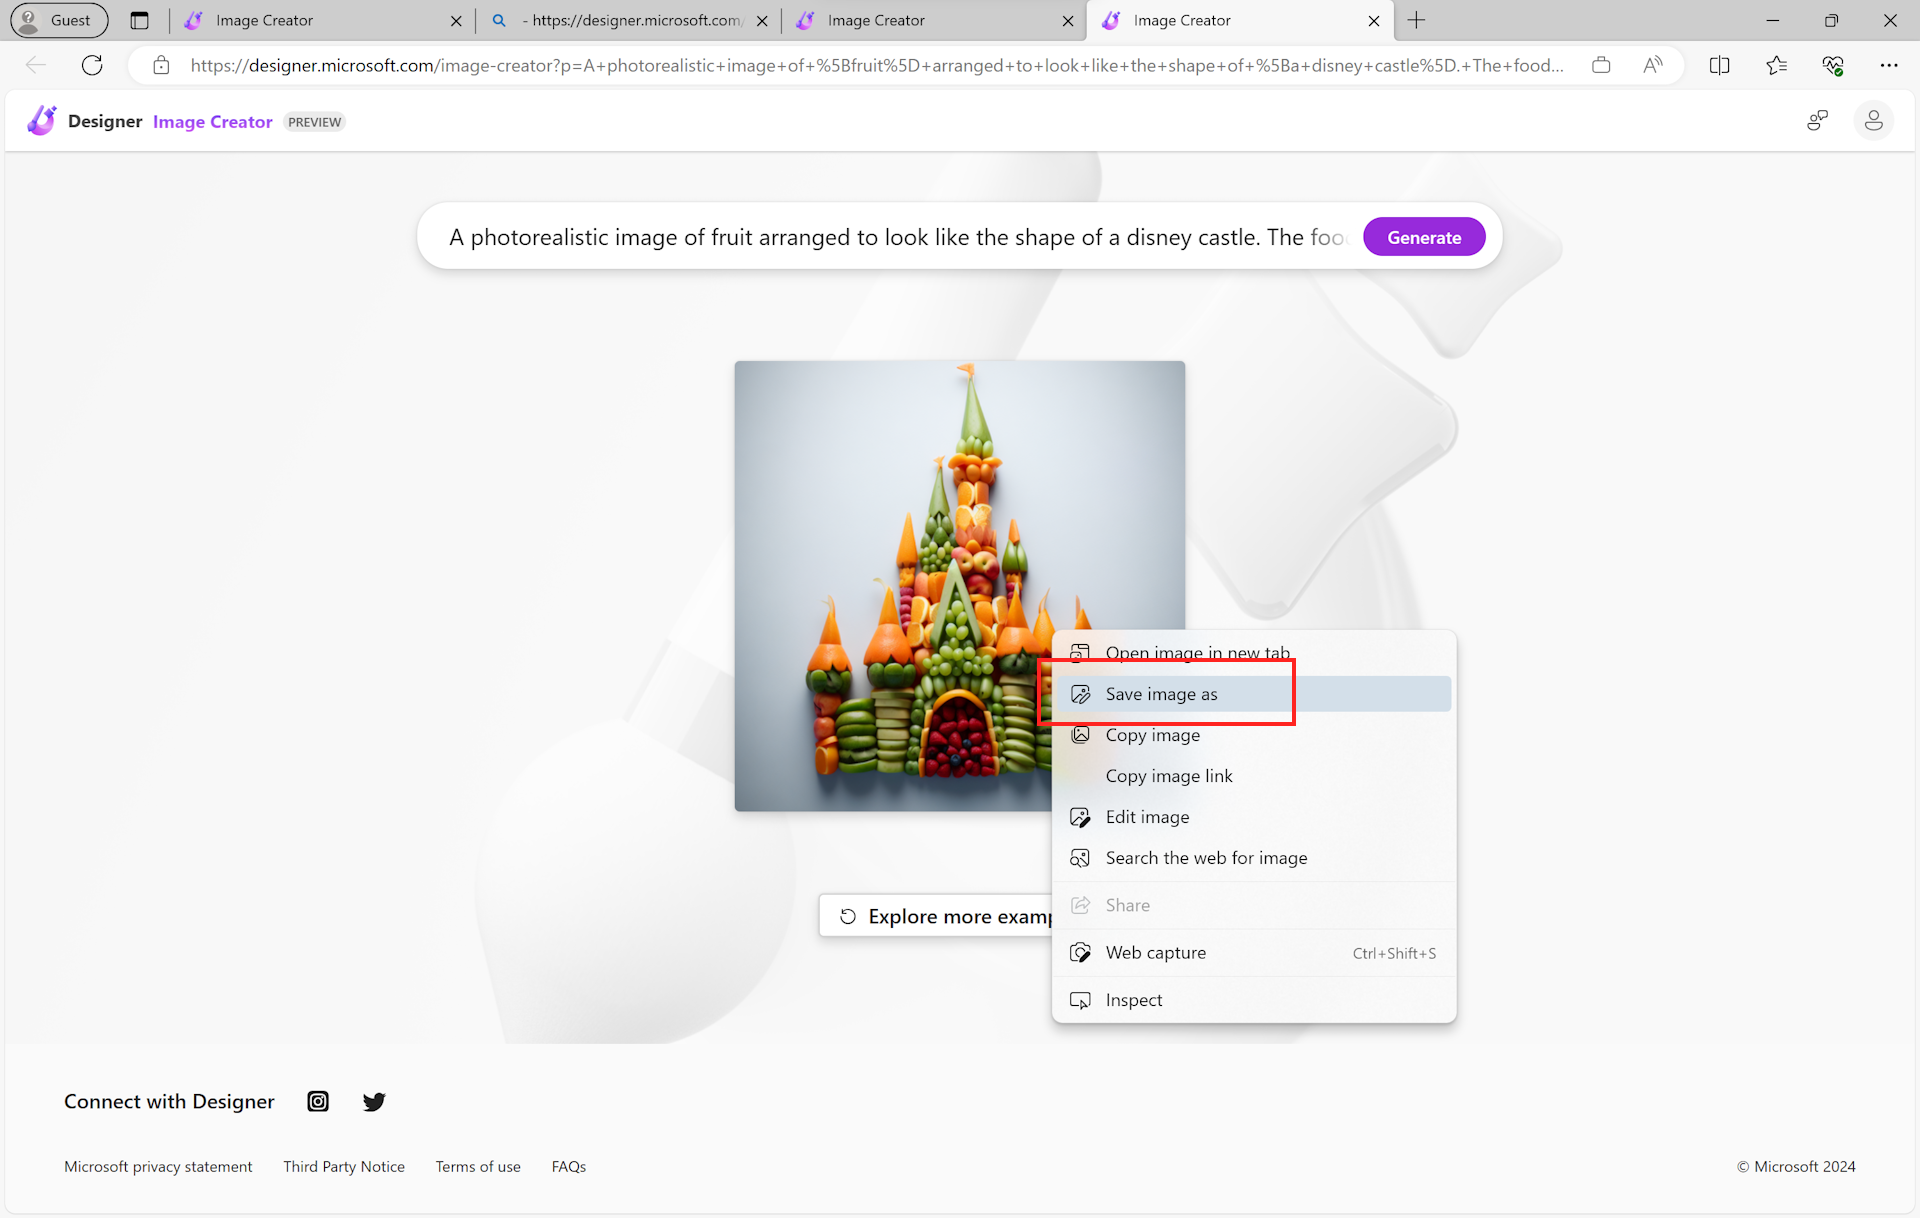 Guest
Image Creator
- https://designer.microsoft.com/
Image Creator
Image Creator
https://designer.microsoft.com/image-creator?p=A+photorealistic+image+of+%5Bfruit%5D+arranged+to+look+like+the+shape+of+%5Ba+disney+castle%5D.+The+food...
Designer Image Creator PREVIEW
A photorealistic image of fruit arranged to look like the shape of a disney castle. The food
Generate
Open image in new tab
Save image as
Copy image
Copy image link
Edit image
Search the web for image
Share
Explore more examp
Web capture Ctrl+Shift+S
Inspect
Connect with Designer
Microsoft privacy statement Third Party Notice Terms of use FAQs © Microsoft 2024